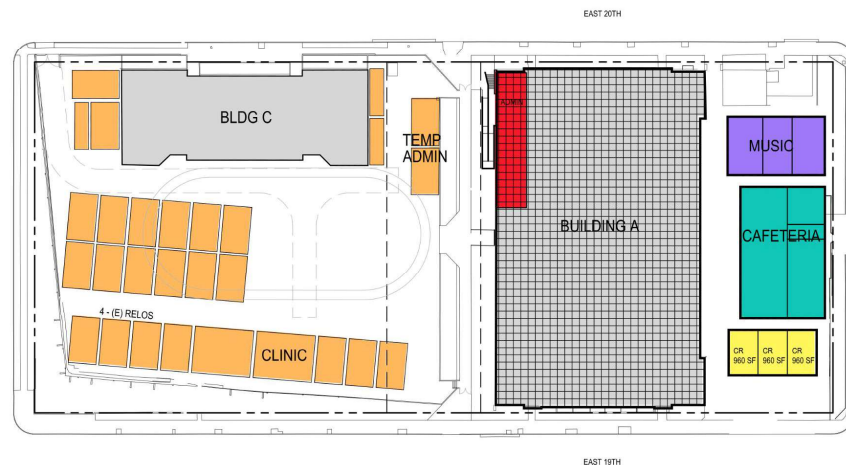 EAST 20TH
BLDG C
TEMP
ADMIN
ADMIN
MUSIC
BUILDING A
CAFETERIA
4 - (E) RELOS
CLINIC
CR
960 SF
CR
960 SF
CR
960 SF
EAST 19TH